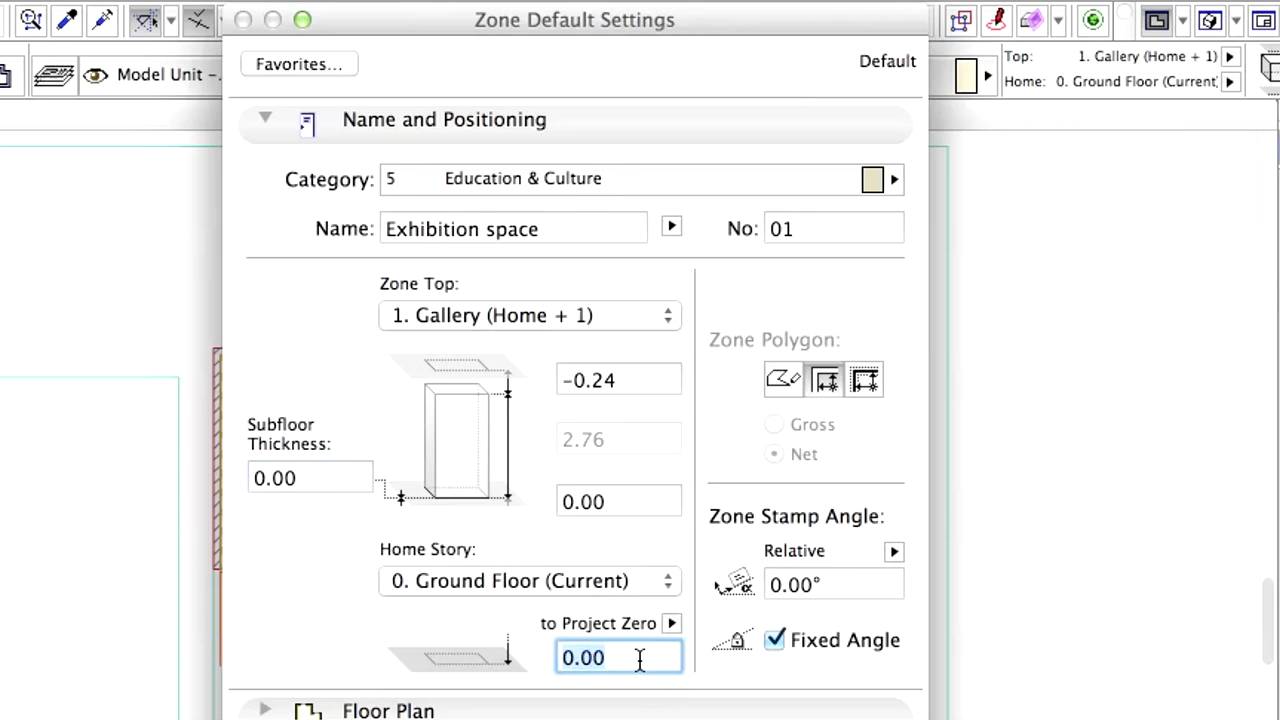 Zone Default Settings
Model Unit -.
Top: 1. Gallery (Home + 1)
Home: 0. Ground Floor (Current
Favorites...
Default
Name and Positioning
Category: 5 Education & Culture
Name: Exhibition space
No: 01
Zone Top:
1. Gallery (Home + 1)
-0.24
2.76
Subfloor
Thickness:
0.00
0.00
Home Story:
0. Ground Floor (Current)
to Project Zero
0.00
Zone Polygon:
Gross
Net
Zone Stamp Angle:
Relative
0.00°
Fixed Angle
Floor Plan